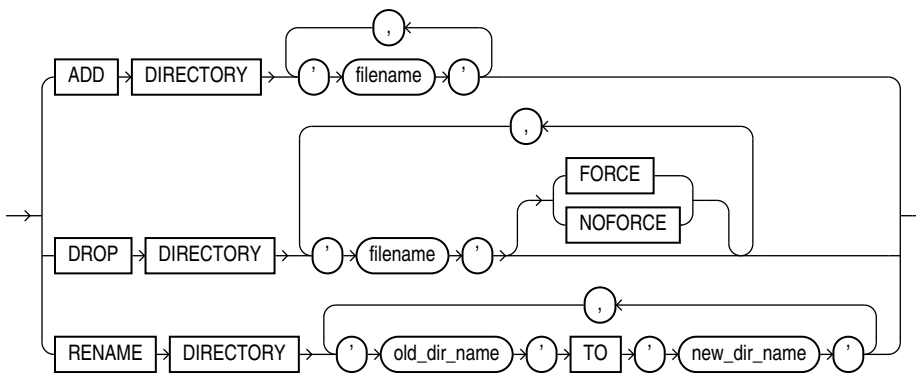 ,
ADD DIRECTORY ' filename '
,
FORCE
NOFORCE
DROP DIRECTORY ' filename '
,
RENAME DIRECTORY ' old_dir_name ' TO ' new_dir_name '